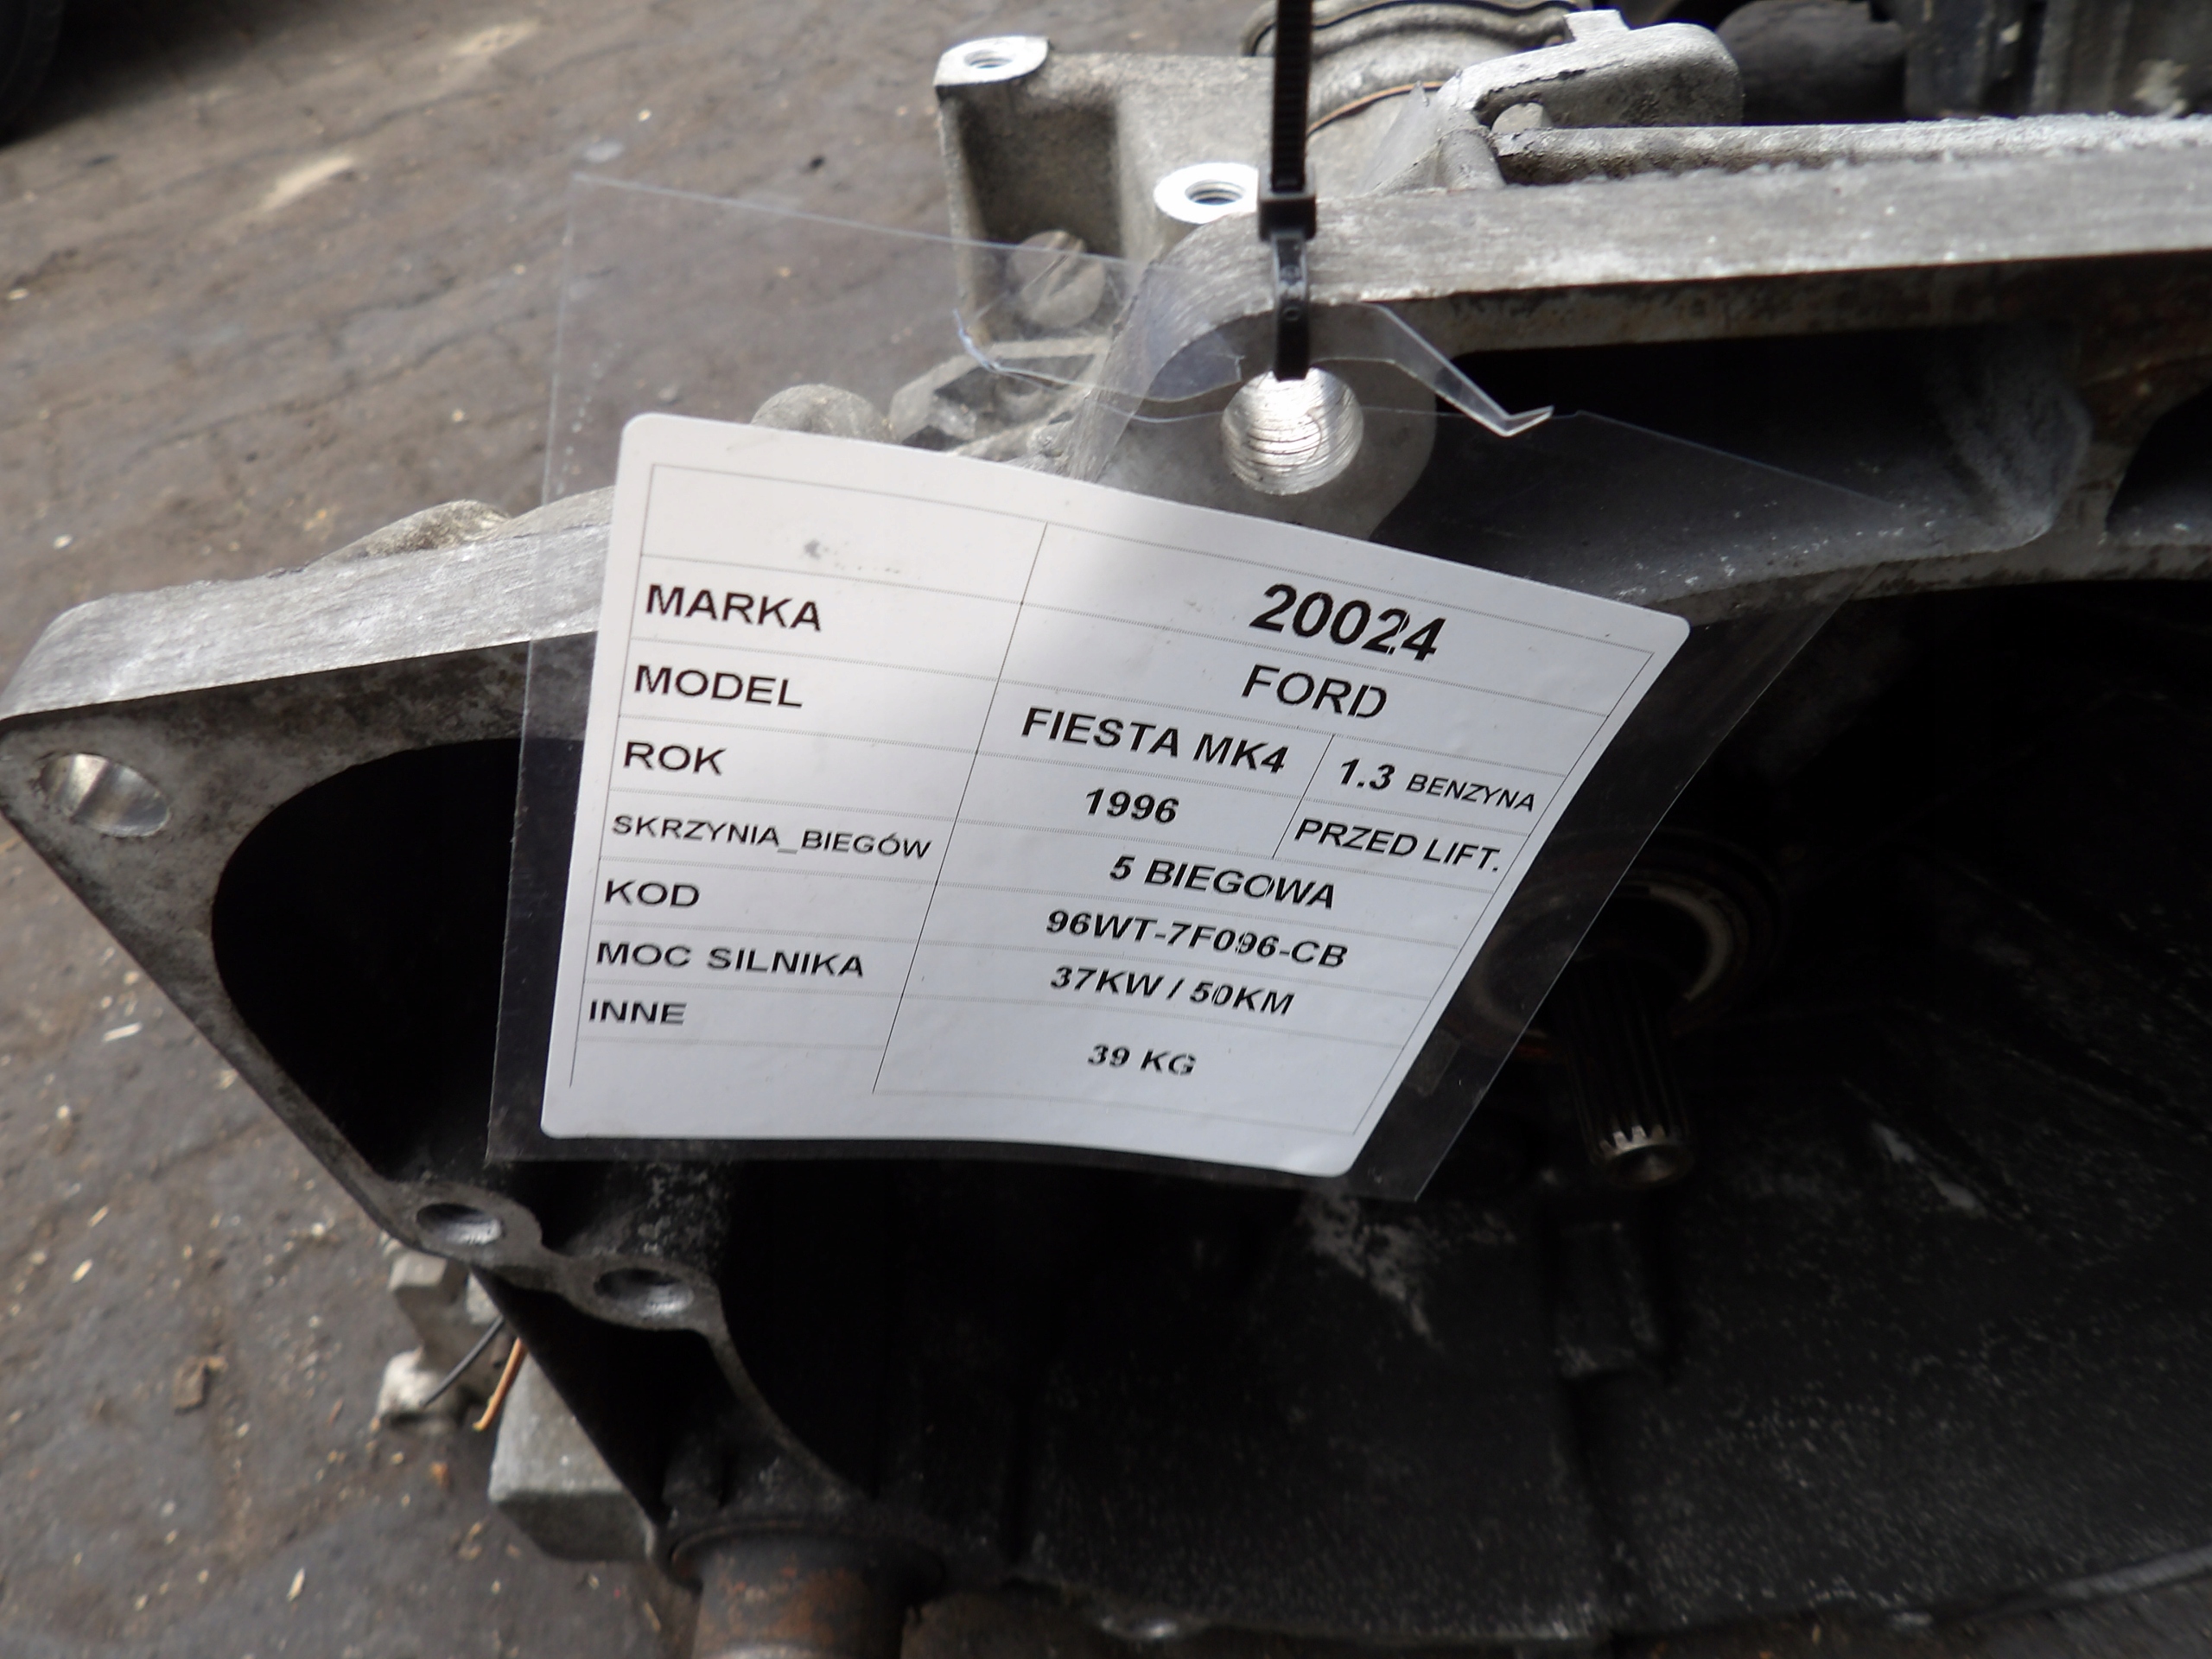 20024
MARKA FORD
MODEL FIESTA MK4 1.3 BENZYNA
ROK 1996 PRZED LIFT.
SKRZYNIA_BIEGÓW 5 BIEGOWA
KOD 96WT-7F096-CB
MOC SILNIKA 37KW / 50KM
INNE 39 KG